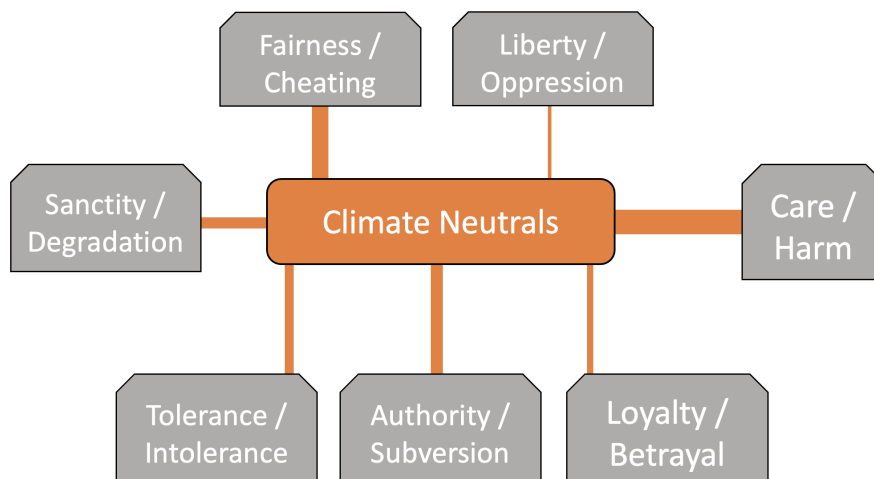 Fairness /
Cheating
Liberty /
Oppression
Sanctity /
Degradation
Climate Neutrals
Care /
Harm
Tolerance /
Intolerance
Authority /
Subversion
Loyalty /
Betrayal